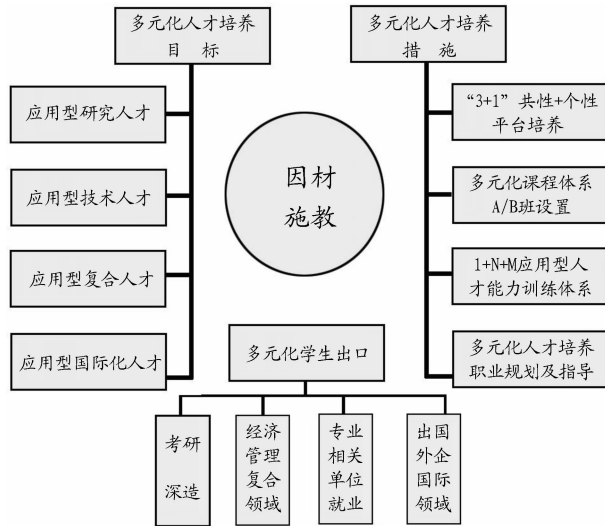 多元化人才培养
目 标
应用型研究人才
应用型技术人才
应用型复合人才
应用型国际化人才
因材
施教
多元化人才培养
措 施
“3+1”共性+个性
平台培养
多元化课程体系
A/B班设置
1+N+M应用型人
才能力训练体系
多元化人才培养
职业规划及指导
多元化学生出口
考研
深造
经济
管理
复合
领域
专业
相关
单位
就业
出国
外企
国际
领域